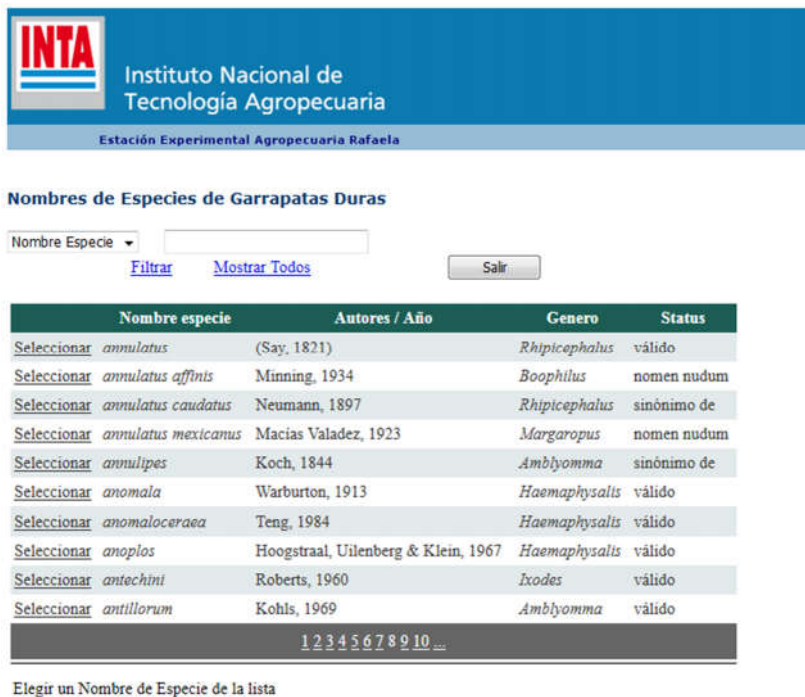 INTA
Instituto Nacional de
Tecnología Agropecuaria
Estación Experimental Agropecuaria Rafaela
Nombres de Especies de Garrapatas Duras
Nombre Especie
Filtrar Mostrar Todos Salir
Nombre especie Autores / Año Genero Status
Seleccionar annulatus (Say, 1821) Rhipicephalus válido
Seleccionar annulatus affinis Minning, 1934 Boophilus nomen nudum
Seleccionar annulatus caudatus Neumann, 1897 Rhipicephalus sinónimo de
Seleccionar annulatus mexicanus Macías Valadez, 1923 Margaropus nomen nudum
Seleccionar annulipes Koch, 1844 Amblyomma sinónimo de
Seleccionar anomala Warburton, 1913 Haemaphysalis válido
Seleccionar anomaloceraea Teng, 1984 Haemaphysalis válido
Seleccionar anoplos Hoogstraal, Uilenberg & Klein, 1967 Haemaphysalis válido
Seleccionar antechini Roberts, 1960 Ixodes válido
Seleccionar antillorum Kohls, 1969 Amblyomma válido
1 2 3 4 5 6 7 8 9 10 ...
Elegir un Nombre de Especie de la lista